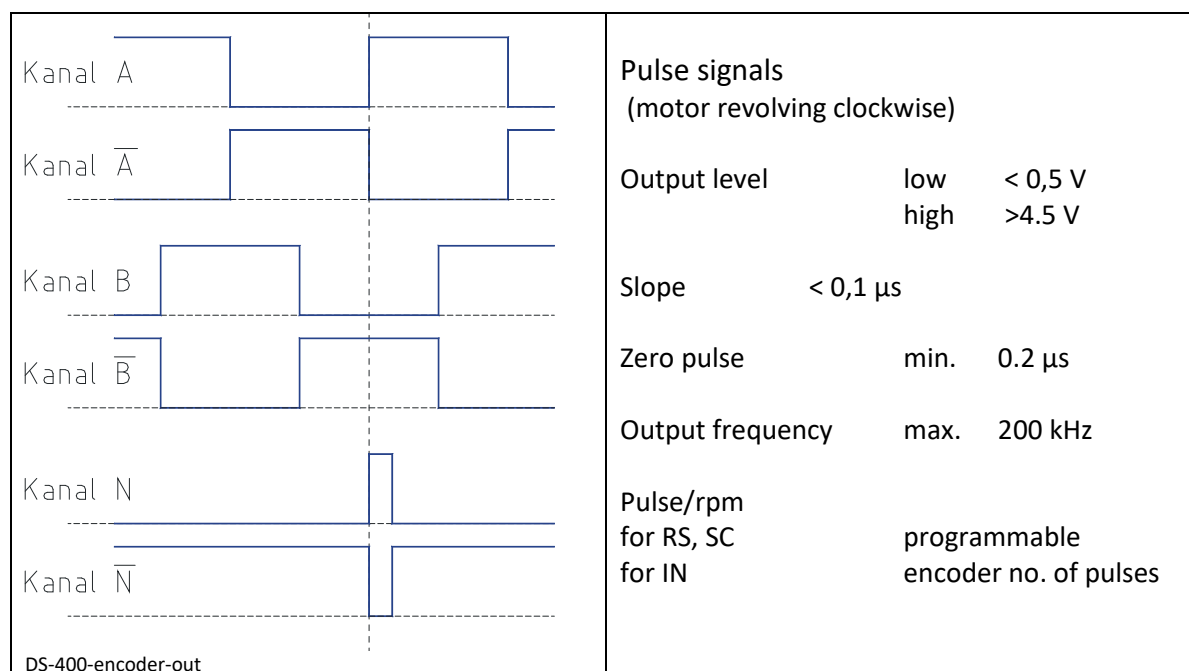 Kanal A
Kanal A̅
Kanal B
Kanal B̅
Kanal N
Kanal N̅
DS-400-encoder-out
Pulse signals
(motor revolving clockwise)
Output level low < 0,5 V
high >4.5 V
Slope < 0,1 µs
Zero pulse min. 0.2 µs
Output frequency max. 200 kHz
Pulse/rpm
for RS, SC programmable
for IN encoder no. of pulses